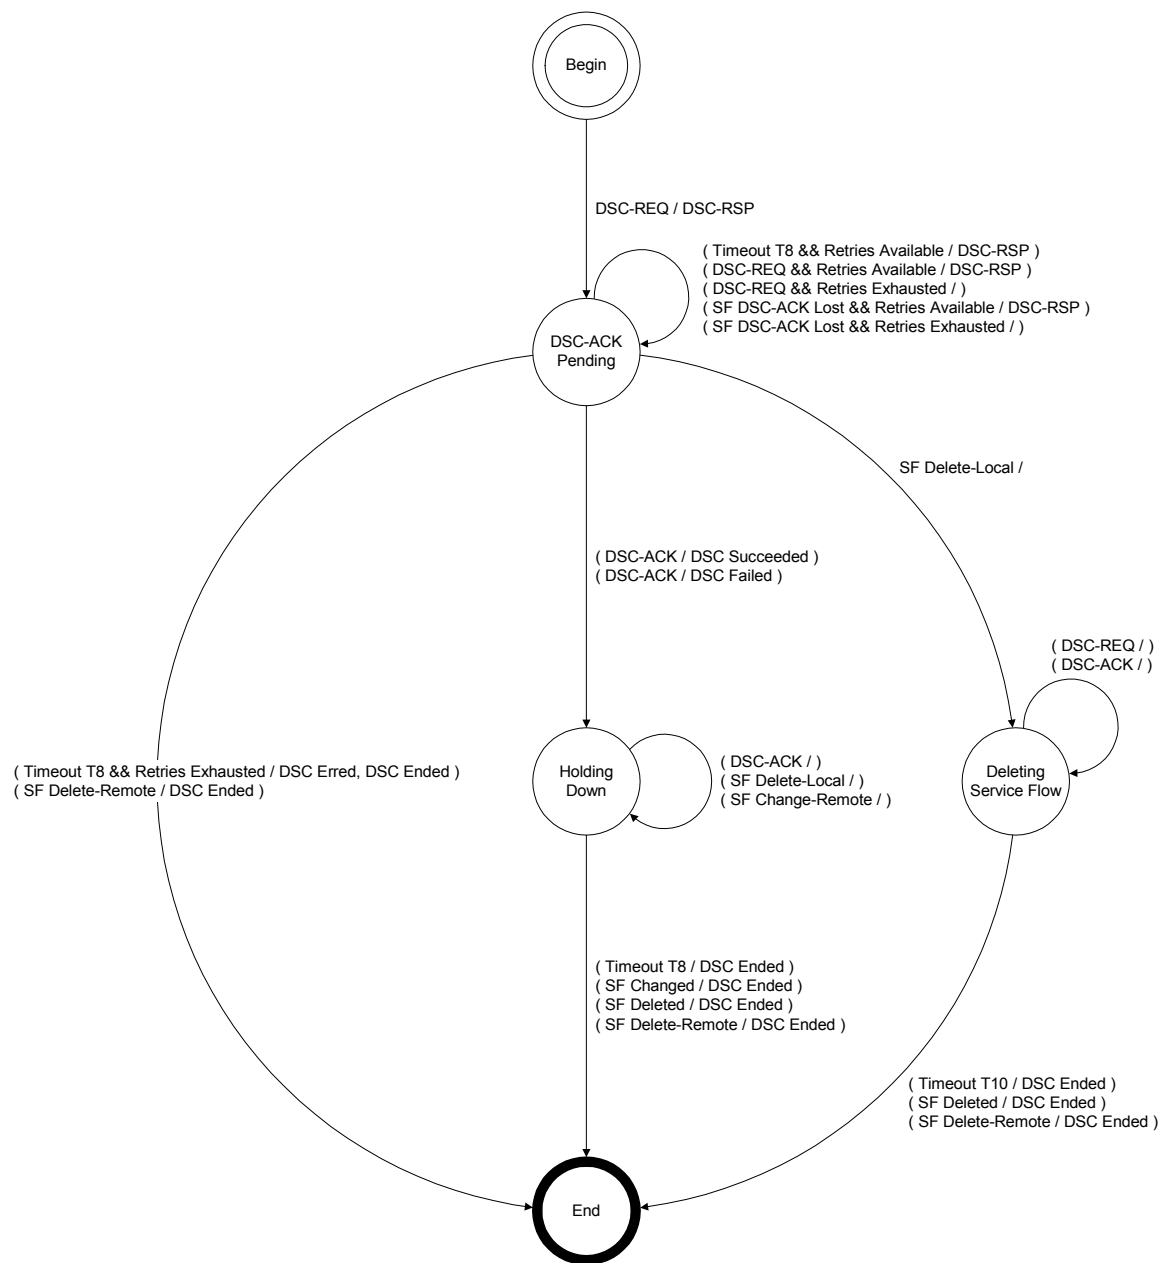 Begin
DSC-REQ / DSC-RSP
( Timeout T8 && Retries Available / DSC-RSP )
( DSC-REQ && Retries Available / DSC-RSP )
( DSC-REQ && Retries Exhausted / )
( SF DSC-ACK Lost && Retries Available / DSC-RSP )
( SF DSC-ACK Lost && Retries Exhausted / )
DSC-ACK
Pending
SF Delete-Local /
( DSC-ACK / DSC Succeeded )
( DSC-ACK / DSC Failed )
( DSC-REQ / )
( DSC-ACK / )
( Timeout T8 && Retries Exhausted / DSC Erred, DSC Ended )
( SF Delete-Remote / DSC Ended )
Holding
Down
( DSC-ACK / )
( SF Delete-Local / )
( SF Change-Remote / )
Deleting
Service Flow
( Timeout T8 / DSC Ended )
( SF Changed / DSC Ended )
( SF Deleted / DSC Ended )
( SF Delete-Remote / DSC Ended )
( Timeout T10 / DSC Ended )
( SF Deleted / DSC Ended )
( SF Delete-Remote / DSC Ended )
End